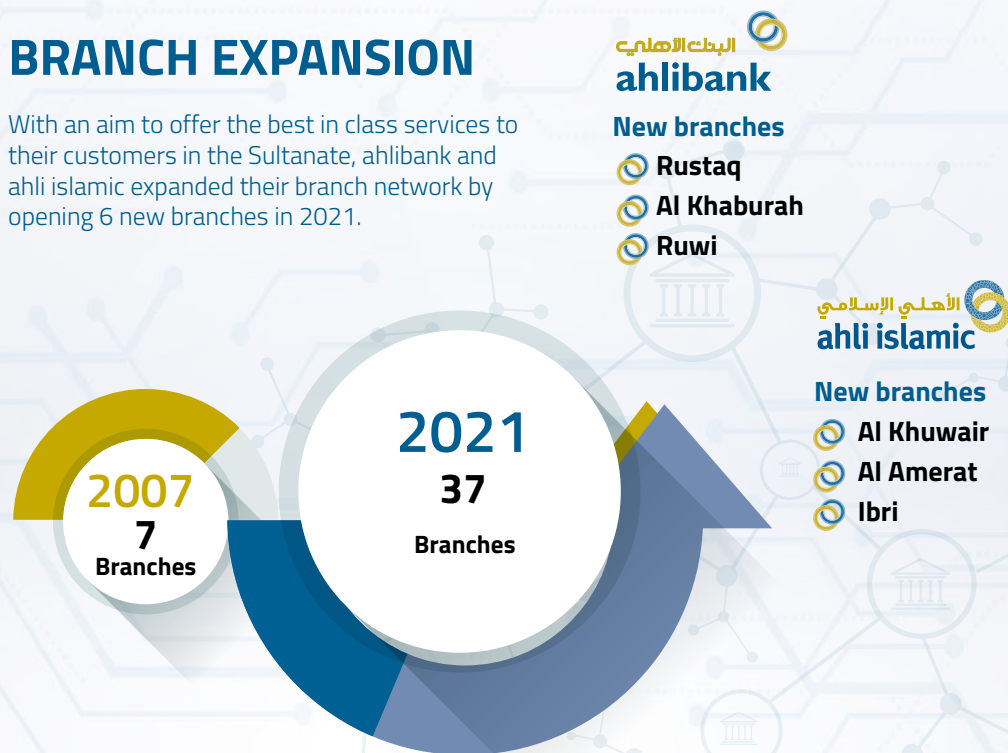 BRANCH EXPANSION
With an aim to offer the best in class services to
their customers in the Sultanate, ahlibank and
ahli islamic expanded their branch network by
opening 6 new branches in 2021.
البنك الأهلي
ahlibank
New branches
Rustaq
Al Khaburah
Ruwi
الأهلي الإسلامي
ahli islamic
New branches
Al Khuwair
Al Amerat
Ibri
2007
7
Branches
2021
37
Branches